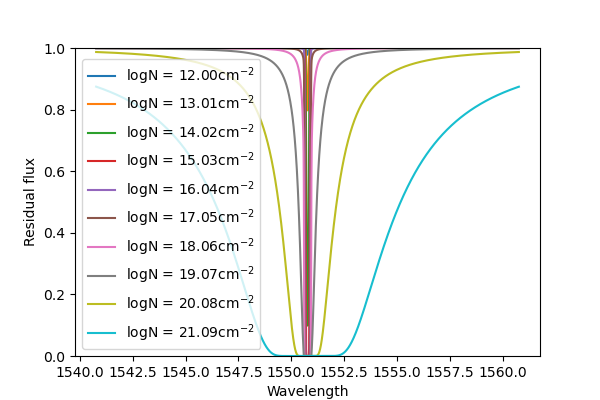 1.0
0.8
0.6
0.4
0.2
0.0
Residual flux
logN = 12.00cm⁻²
logN = 13.01cm⁻²
logN = 14.02cm⁻²
logN = 15.03cm⁻²
logN = 16.04cm⁻²
logN = 17.05cm⁻²
logN = 18.06cm⁻²
logN = 19.07cm⁻²
logN = 20.08cm⁻²
logN = 21.09cm⁻²
1540.0 1542.5 1545.0 1547.5 1550.0 1552.5 1555.0 1557.5 1560.0
Wavelength